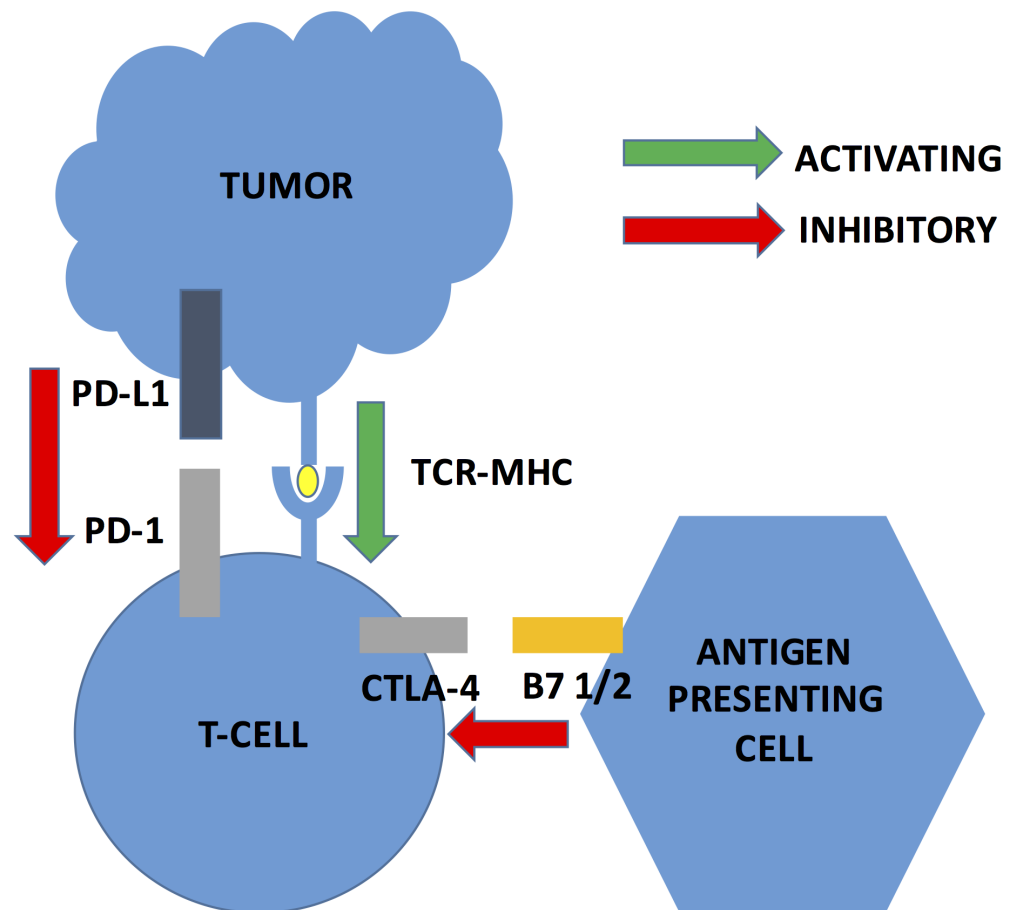 TUMOR
ACTIVATING
INHIBITORY
PD-L1
TCR-MHC
PD-1
CTLA-4
B7 1/2
T-CELL
ANTIGEN
PRESENTING
CELL